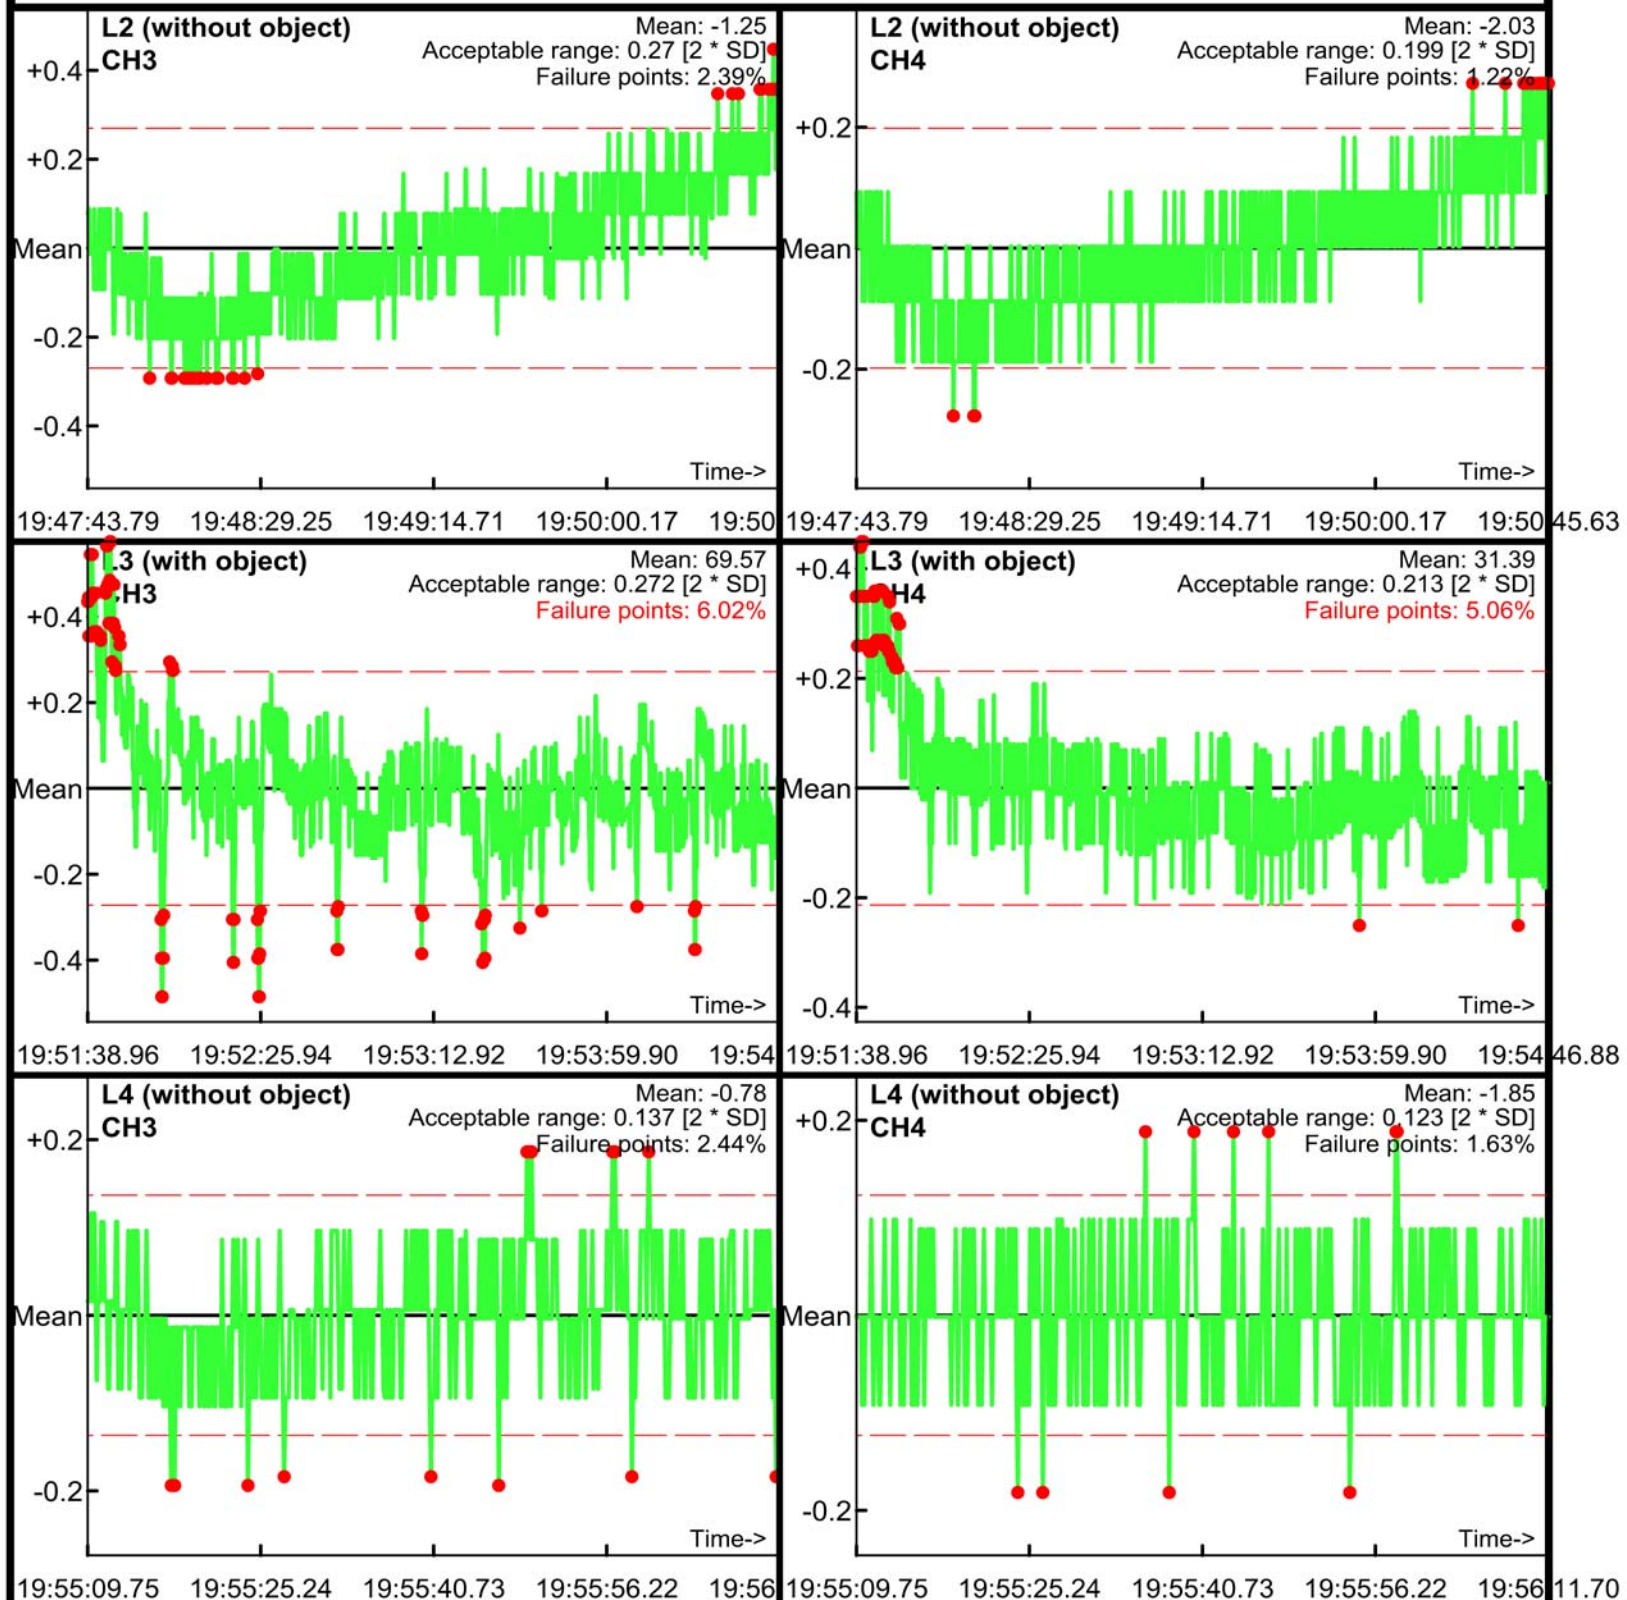 L2 (without object)
CH3
Mean: -1.25
Acceptable range: 0.27 [2 * SD]
Failure points: 2.39%
+0.4
+0.2
Mean
-0.2
-0.4
Time->
19:47:43.79 19:48:29.25 19:49:14.71 19:50:00.17 19:50
L2 (without object)
CH4
Mean: -2.03
Acceptable range: 0.199 [2 * SD]
Failure points: 1.22%
+0.2
Mean
-0.2
Time->
19:47:43.79 19:48:29.25 19:49:14.71 19:50:00.17 19:50:45.63
L3 (with object)
CH3
Mean: 69.57
Acceptable range: 0.272 [2 * SD]
Failure points: 6.02%
+0.4
+0.2
Mean
-0.2
-0.4
Time->
19:51:38.96 19:52:25.94 19:53:12.92 19:53:59.90 19:54
L3 (with object)
CH4
Mean: 31.39
Acceptable range: 0.213 [2 * SD]
Failure points: 5.06%
+0.4
+0.2
Mean
-0.2
-0.4
Time->
19:51:38.96 19:52:25.94 19:53:12.92 19:53:59.90 19:54:46.88
L4 (without object)
CH3
Mean: -0.78
Acceptable range: 0.137 [2 * SD]
Failure points: 2.44%
+0.2
Mean
-0.2
Time->
19:55:09.75 19:55:25.24 19:55:40.73 19:55:56.22 19:56
L4 (without object)
CH4
Mean: -1.85
Acceptable range: 0.123 [2 * SD]
Failure points: 1.63%
+0.2
Mean
-0.2
Time->
19:55:09.75 19:55:25.24 19:55:40.73 19:55:56.22 19:56:11.70